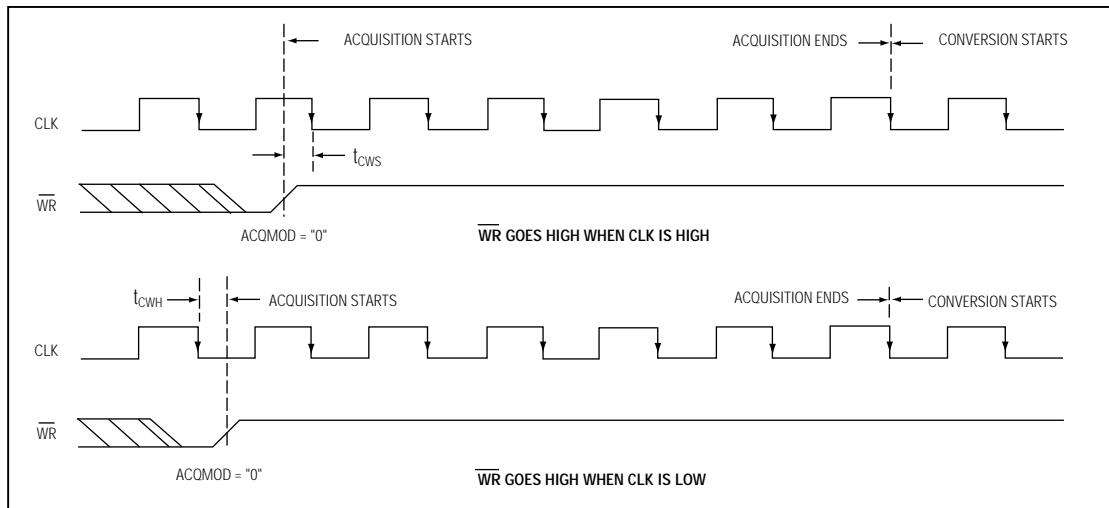 ACQUISITION STARTS
ACQUISITION ENDS
CONVERSION STARTS
CLK
tCWS
WR
ACQMOD = "0"
WR GOES HIGH WHEN CLK IS HIGH
tCWH
ACQUISITION STARTS
ACQUISITION ENDS
CONVERSION STARTS
CLK
WR
ACQMOD = "0"
WR GOES HIGH WHEN CLK IS LOW